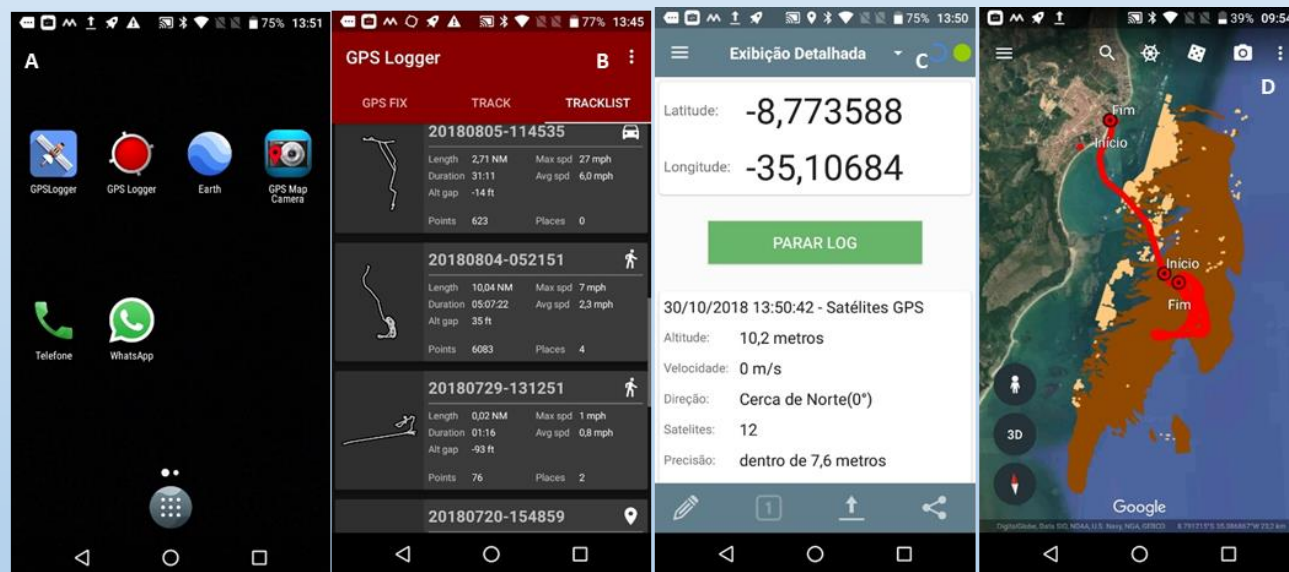 75% 13:51
A
GPSLogger GPS Logger Earth GPS Map Camera
Telefone WhatsApp
77% 13:45
GPS Logger B
GPS FIX TRACK TRACKLIST
20180805-114535
Length 2,71 NM Max spd 27 mph
Duration 31:11 Avg spd 6,0 mph
Alt gap -14 ft
Points 623 Places 0
20180804-052151
Length 10,04 NM Max spd 7 mph
Duration 05:07:22 Avg spd 2,3 mph
Alt gap 35 ft
Points 6083 Places 4
20180729-131251
Length 0,02 NM Max spd 1 mph
Duration 01:16 Avg spd 0,8 mph
Alt gap -93 ft
Points 76 Places 2
20180720-154859
75% 13:50
Exibição Detalhada C
Latitude: -8,773588
Longitude: -35,10684
PARAR LOG
30/10/2018 13:50:42 - Satélites GPS
Altitude: 10,2 metros
Velocidade: 0 m/s
Direção: Cerca de Norte(0°)
Satelites: 12
Precisão: dentro de 7,6 metros
1
39% 09:54
D
Fim
Início
Início
Fim
3D
Google
DigitalGlobe, Data SIO, NOAA, U.S. Navy, NGA, GEBCO